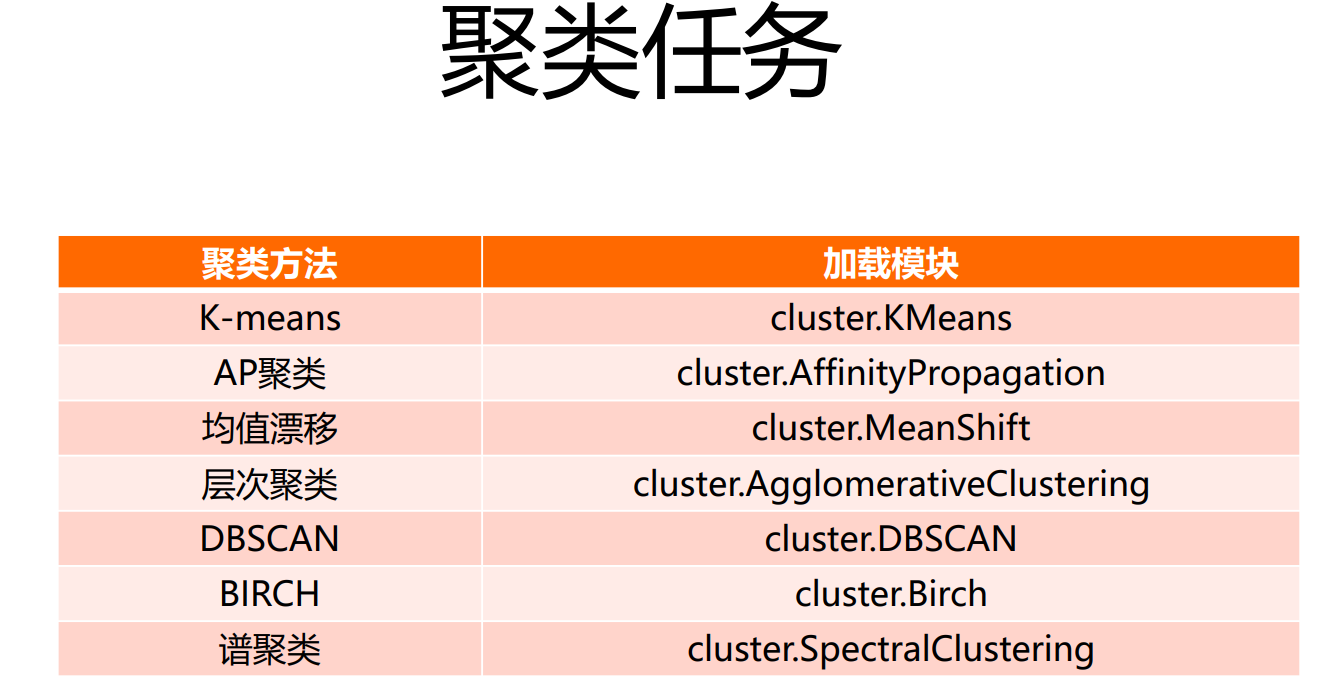 聚类任务
聚类方法 加载模块
K-means cluster.KMeans
AP聚类 cluster.AffinityPropagation
均值漂移 cluster.MeanShift
层次聚类 cluster.AgglomerativeClustering
DBSCAN cluster.DBSCAN
BIRCH cluster.Birch
谱聚类 cluster.SpectralClustering